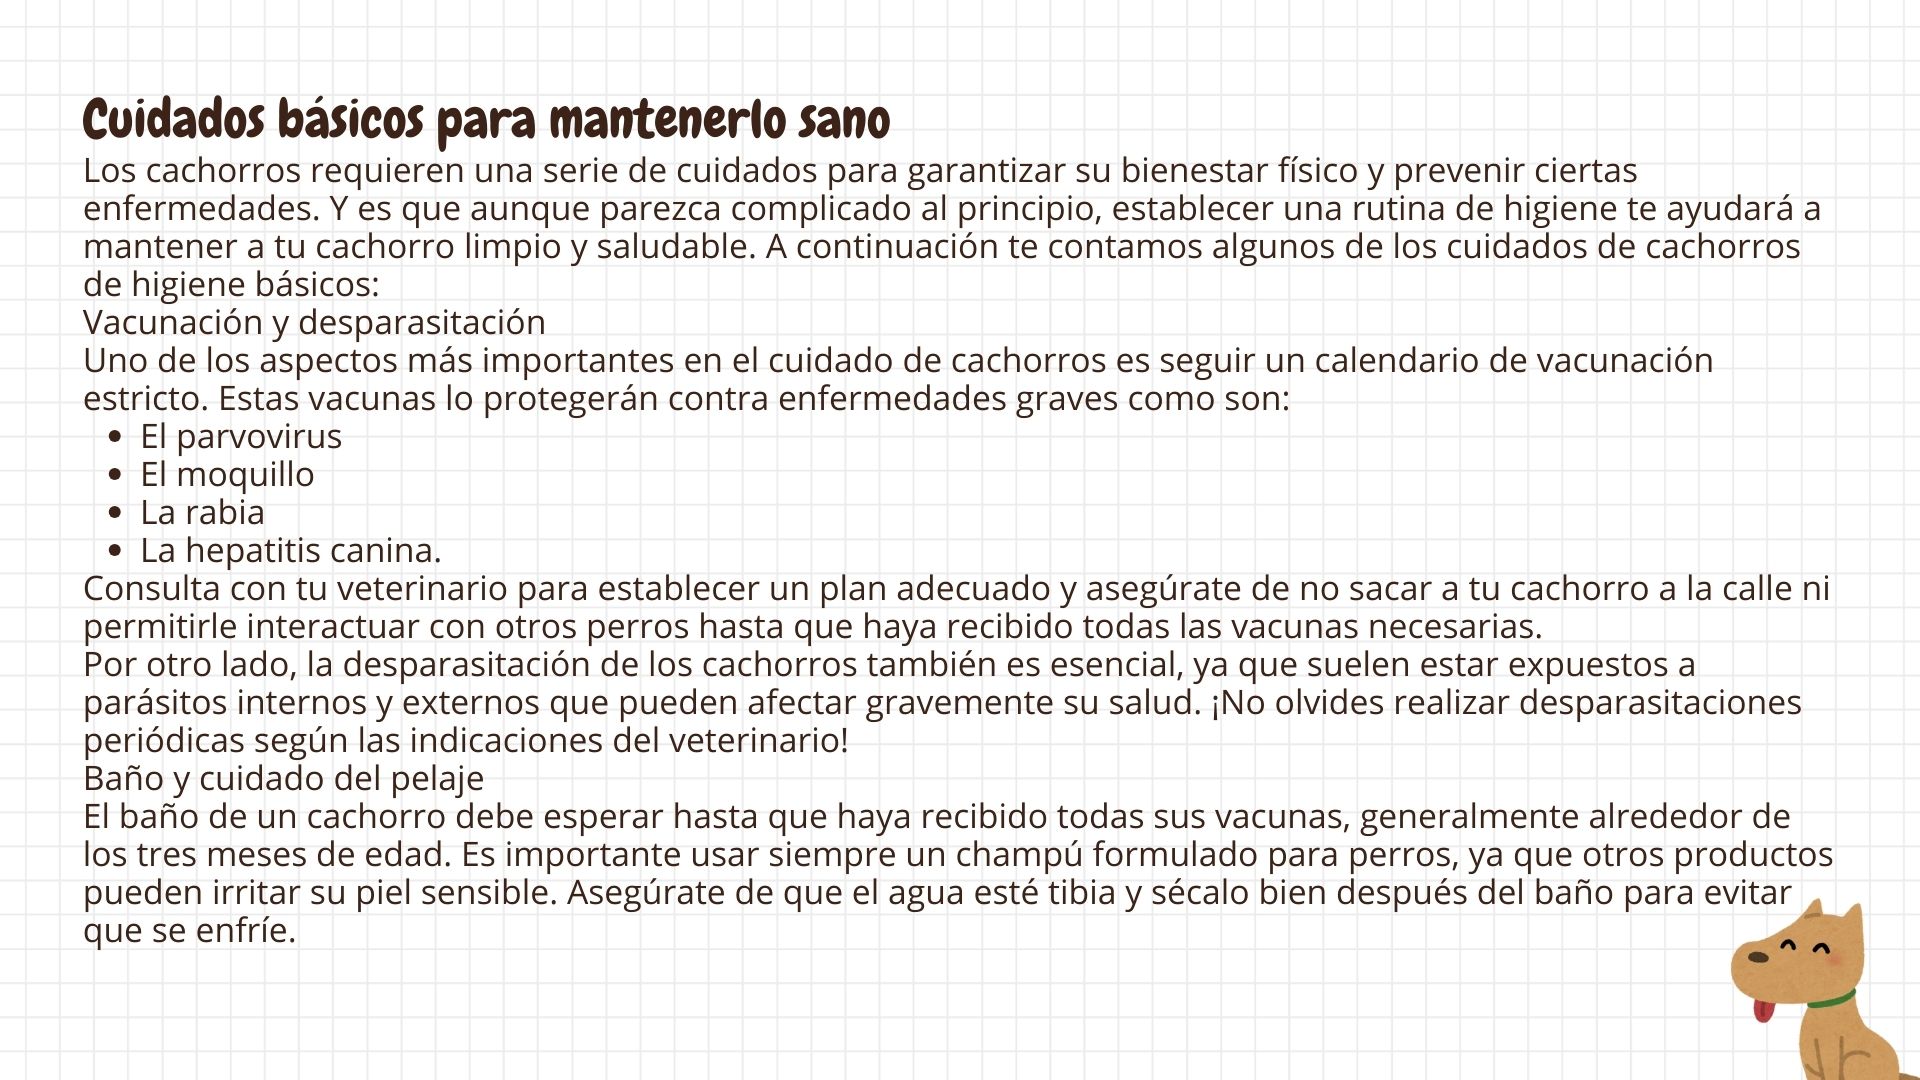 Cuidados básicos para mantenerlo sano
Los cachorros requieren una serie de cuidados para garantizar su bienestar físico y prevenir ciertas
enfermedades. Y es que aunque parezca complicado al principio, establecer una rutina de higiene te ayudará a
mantener a tu cachorro limpio y saludable. A continuación te contamos algunos de los cuidados de cachorros
de higiene básicos:
Vacunación y desparasitación
Uno de los aspectos más importantes en el cuidado de cachorros es seguir un calendario de vacunación
estricto. Estas vacunas lo protegerán contra enfermedades graves como son:
• El parvovirus
• El moquillo
• La rabia
• La hepatitis canina.
Consulta con tu veterinario para establecer un plan adecuado y asegúrate de no sacar a tu cachorro a la calle ni
permitirle interactuar con otros perros hasta que haya recibido todas las vacunas necesarias.
Por otro lado, la desparasitación de los cachorros también es esencial, ya que suelen estar expuestos a
parásitos internos y externos que pueden afectar gravemente su salud. ¡No olvides realizar desparasitaciones
periódicas según las indicaciones del veterinario!
Baño y cuidado del pelaje
El baño de un cachorro debe esperar hasta que haya recibido todas sus vacunas, generalmente alrededor de
los tres meses de edad. Es importante usar siempre un champú formulado para perros, ya que otros productos
pueden irritar su piel sensible. Asegúrate de que el agua esté tibia y sécalo bien después del baño para evitar
que se enfríe.